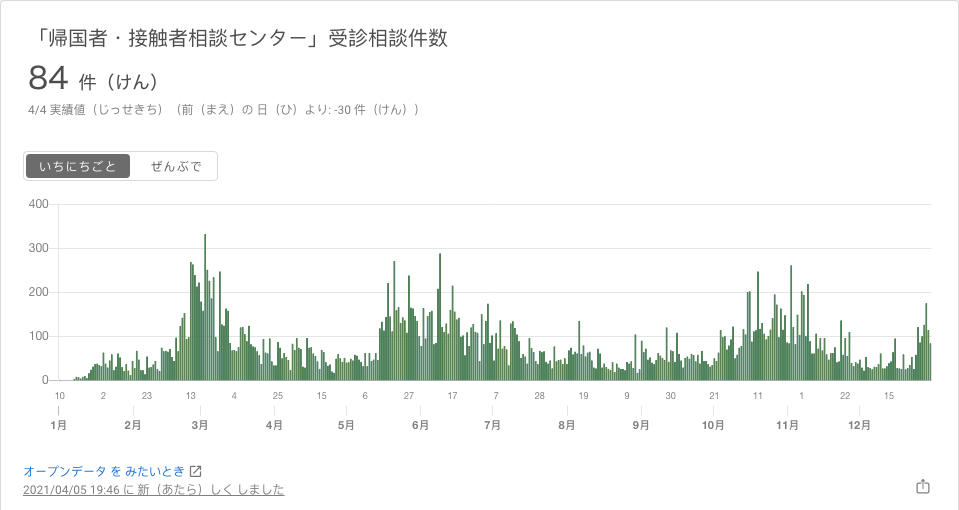 「帰国者・接触者相談センター」受診相談件数
84 件（けん）
4/4 実績値（じっせきち）（前（まえ）の 日（ひ）より: -30 件（けん））
いちにちごと ぜんぶで
400
300
200
100
0
10 2 23 13 4 25 15 6 27 17 7 28 19 9 30 21 11 1 22 15
1月 2月 3月 4月 5月 6月 7月 8月 9月 10月 11月 12月
オープンデータ を みたいとき
2021/04/05 19:46 に 新（あたら）しく しました